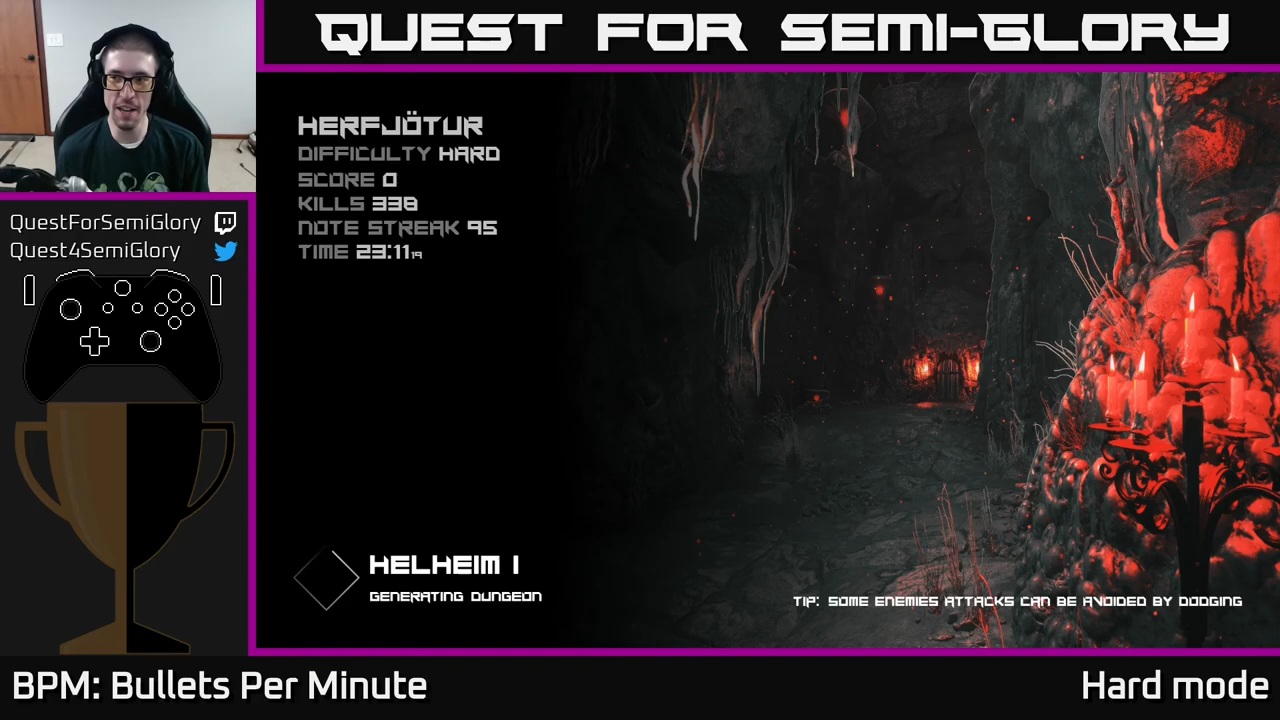 QUEST FOR SEMI-GLORY
QuestForSemiGlory
Quest4SemiGlory
HERFJÖTUR
DIFFICULTY HARD
SCORE 0
KILLS 338
NOTE STREAK 95
TIME 23:11 19
HELHEIM I
GENERATING DUNGEON
TIP: SOME ENEMIES ATTACKS CAN BE AVOIDED BY DODGING
BPM: Bullets Per Minute
Hard mode